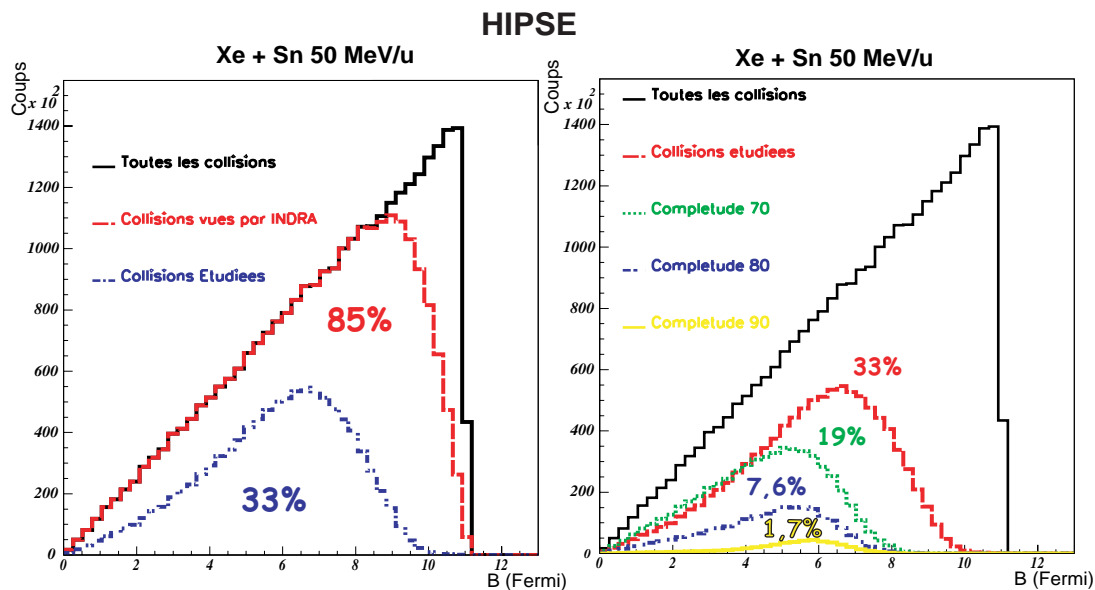 HIPSE
Xe + Sn 50 MeV/u
Coups
x 10 2
1400
1200
1000
800
600
400
200
0
Toutes les collisions
Collisions vues par INDRA
Collisions Etudiees
85%
33%
0 2 4 6 8 10 12
B (Fermi)
Xe + Sn 50 MeV/u
Coups
x 10 2
1400
1200
1000
800
600
400
200
0
Toutes les collisions
Collisions etudiees
Completude 70
Completude 80
Completude 90
33%
19%
7,6%
1,7%
0 2 4 6 8 10 12
B (Fermi)